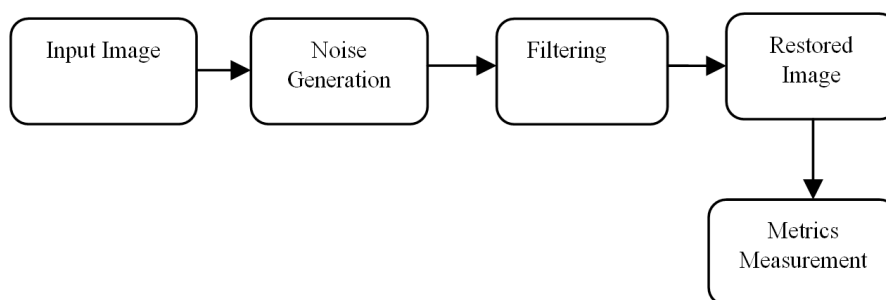 Input Image
Noise
Generation
Filtering
Restored
Image
Metrics
Measurement